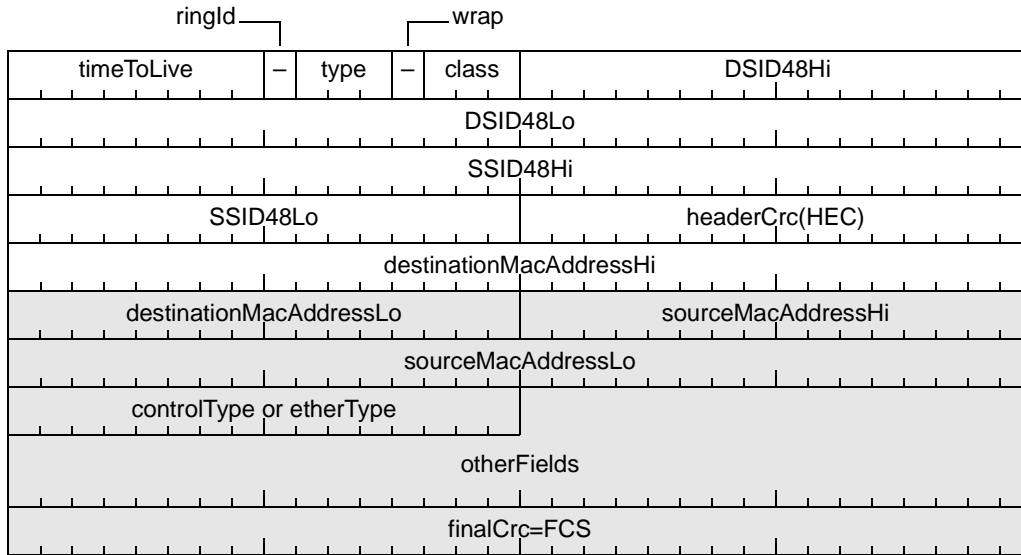 ringId wrap
timeToLive – type – class DSID48Hi
DSID48Lo
SSID48Hi
SSID48Lo headerCrc(HEC)
destinationMacAddressHi
destinationMacAddressLo sourceMacAddressHi
sourceMacAddressLo
controlType or etherType
otherFields
finalCrc=FCS